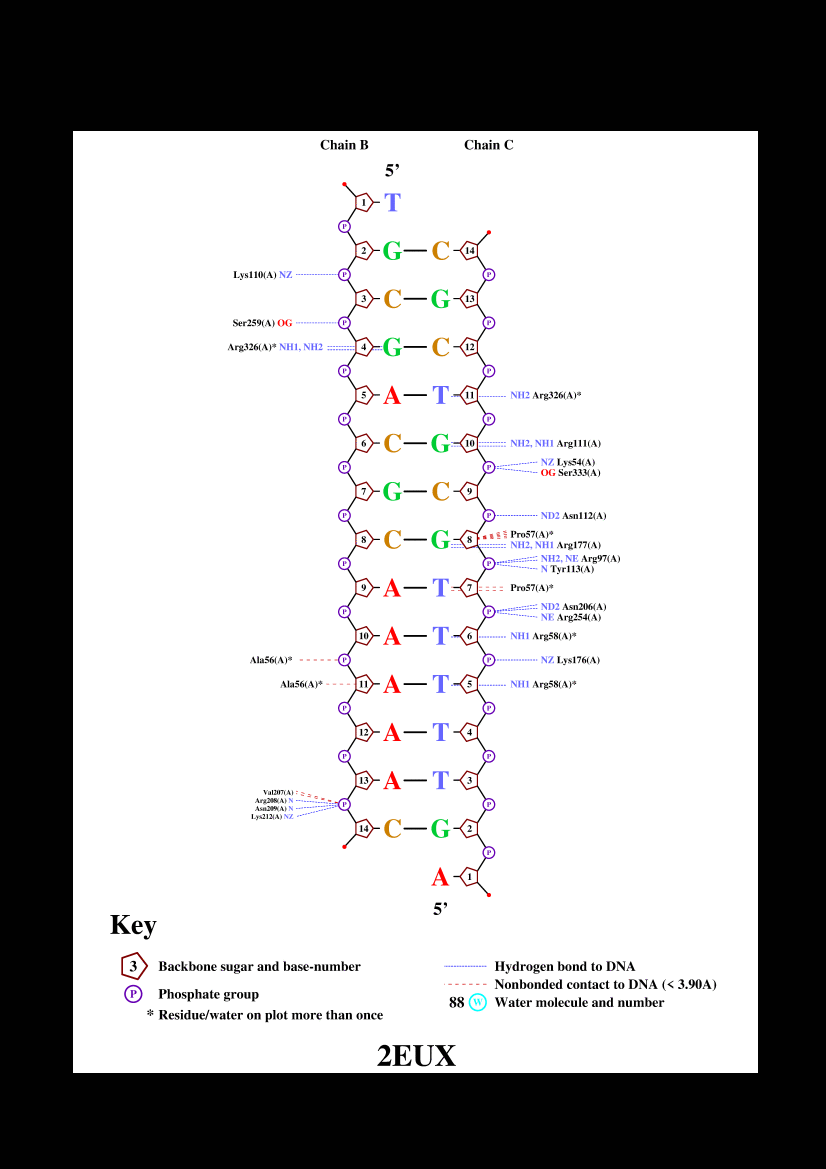 Chain B Chain C
5’
1 T
P
2 G C 14
Lys110(A) NZ P P
3 C G 13
Ser259(A) OG P P
Arg326(A)* NH1, NH2 4 G C 12
P P
5 A T 11 NH2 Arg326(A)*
P P
6 C G 10 NH2, NH1 Arg111(A)
NZ Lys54(A)
P P
OG Ser333(A)
7 G C 9
P P ND2 Asn112(A)
Pro57(A)*
8 C G 8
NH2, NH1 Arg177(A)
NH2, NE Arg97(A)
P P
N Tyr113(A)
9 A T 7 Pro57(A)*
ND2 Asn206(A)
P P
NE Arg254(A)
10 A T 6 NH1 Arg58(A)*
Ala56(A)* P P NZ Lys176(A)
Ala56(A)* 11 A T 5 NH1 Arg58(A)*
P P
12 A T 4
P P
13 A T 3
Val207(A)
Arg208(A) N P P
Asn209(A) N
Lys212(A) NZ
14 C G 2
P
A 1
5’
Key
3 Backbone sugar and base-number
P Phosphate group
* Residue/water on plot more than once
Hydrogen bond to DNA
Nonbonded contact to DNA (< 3.90A)
88 W Water molecule and number
2EUX